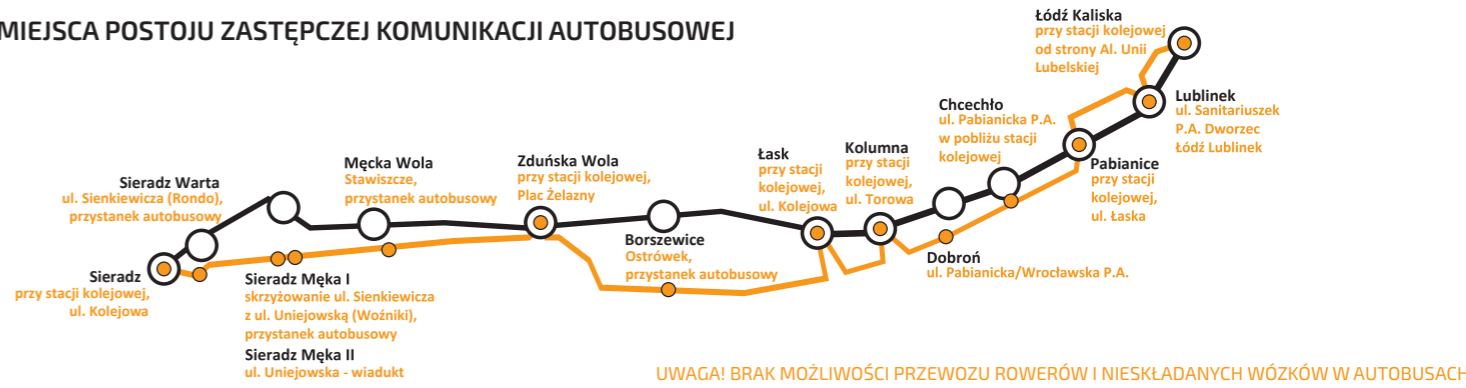 MIEJSCA POSTOJU ZASTĘPCZEJ KOMUNIKACJI AUTOBUSOWEJ
Łódź Kaliska
przy stacji kolejowej
od strony Al. Unii
Lubelskiej
Lublinek
ul. Sanitariuszek
P.A. Dworzec
Łódź Lublinek
Chcechło
ul. Pabianicka P.A.
w pobliżu stacji
kolejowej
Pabianice
przy stacji
kolejowej,
ul. Łaska
Kolumna
przy stacji
kolejowej,
ul. Torowa
Dobroń
ul. Pabianicka/Wrocławska P.A.
Łask
przy stacji
kolejowej,
ul. Kolejowa
Borszewice
Ostrówek,
przystanek autobusowy
Zduńska Wola
przy stacji kolejowej,
Plac Żelazny
Męcka Wola
Stawiszcze,
przystanek autobusowy
Sieradz Warta
ul. Sienkiewicza (Rondo),
przystanek autobusowy
Sieradz
przy stacji kolejowej,
ul. Kolejowa
Sieradz Męka I
skrzyżowanie ul. Sienkiewicza
z ul. Uniejowską (Woźniki),
przystanek autobusowy
Sieradz Męka II
ul. Uniejowska - wiadukt
UWAGA! BRAK MOŻLIWOŚCI PRZEWOZU ROWERÓW I NIESKŁADANYCH WÓZKÓW W AUTOBUSACH